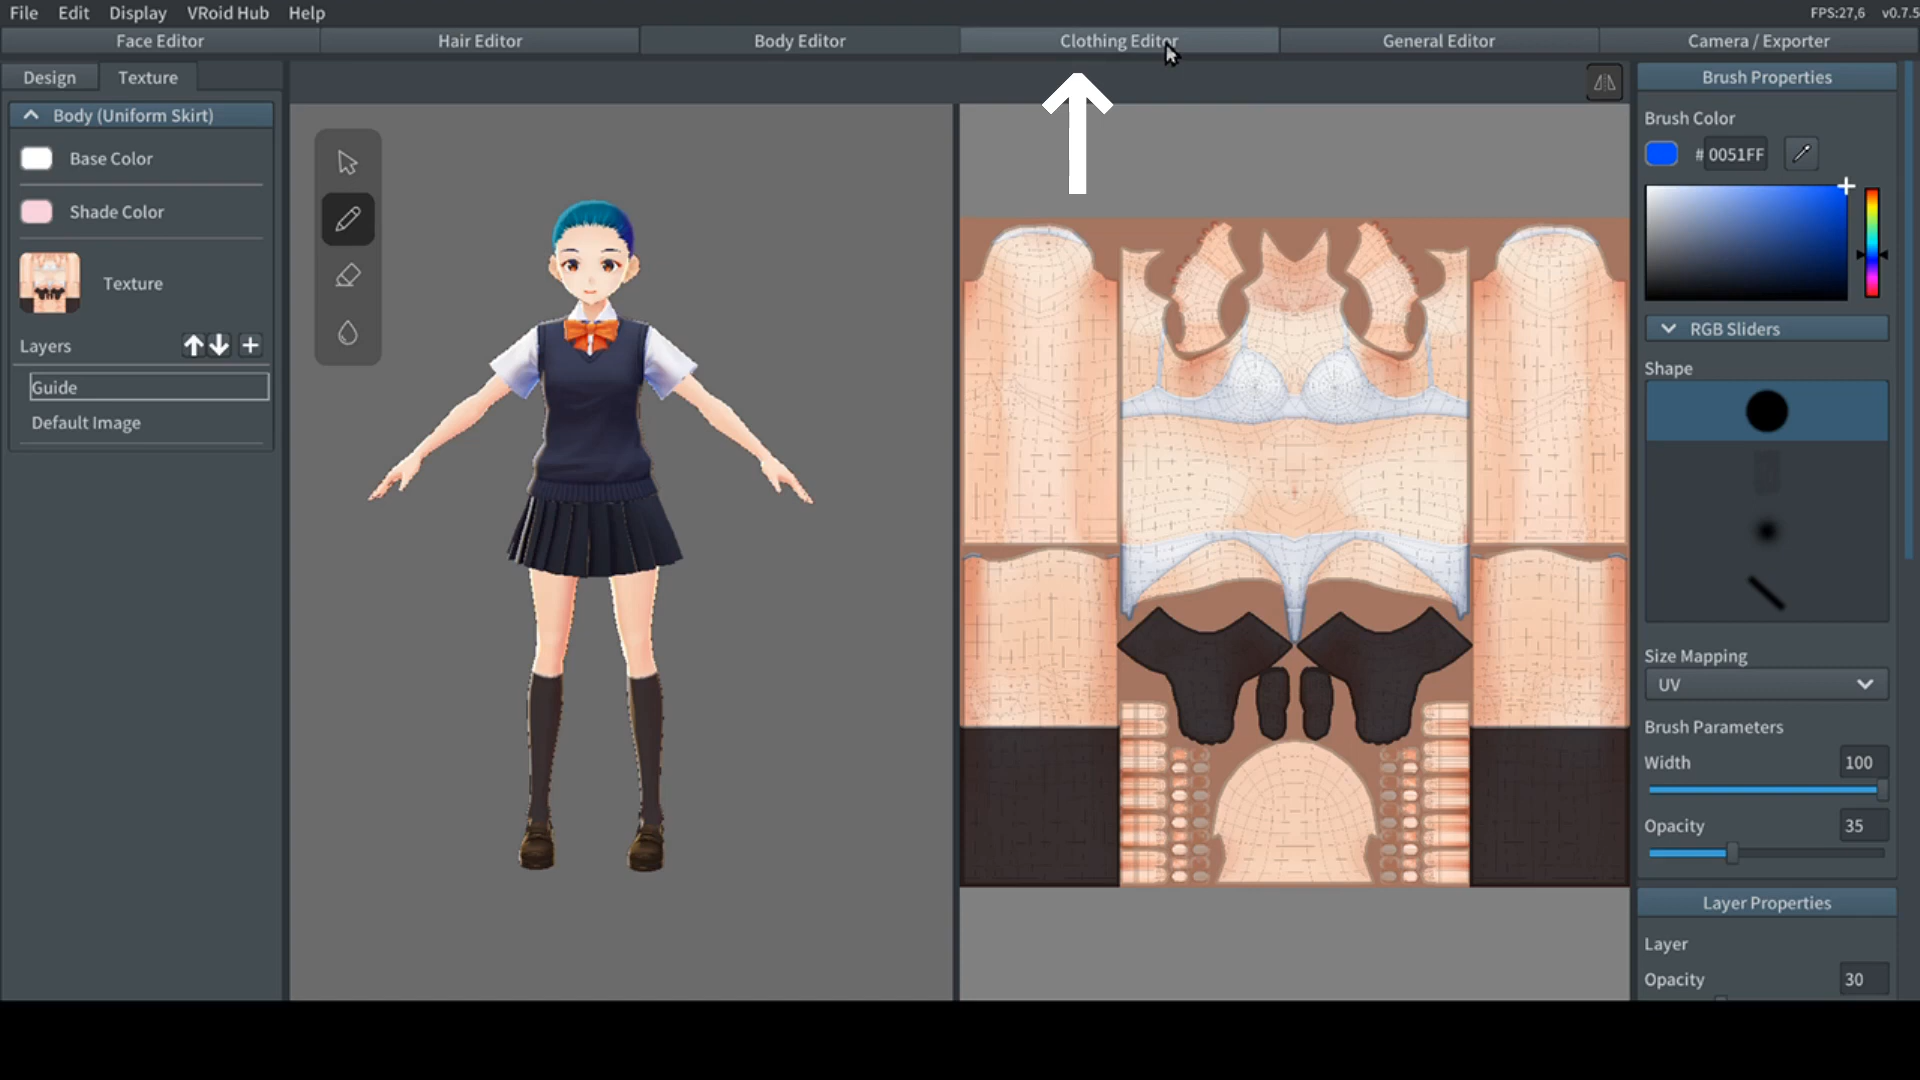 File Edit Display VRoid Hub Help
FPS:27,6 v0.7.5
Face Editor Hair Editor Body Editor Clothing Editor General Editor Camera / Exporter
Design Texture
Body (Uniform Skirt)
Base Color
Shade Color
Texture
Layers
Guide
Default Image
Brush Properties
Brush Color
# 0051FF
RGB Sliders
Shape
Size Mapping
UV
Brush Parameters
Width 100
Opacity 35
Layer Properties
Layer
Opacity 30